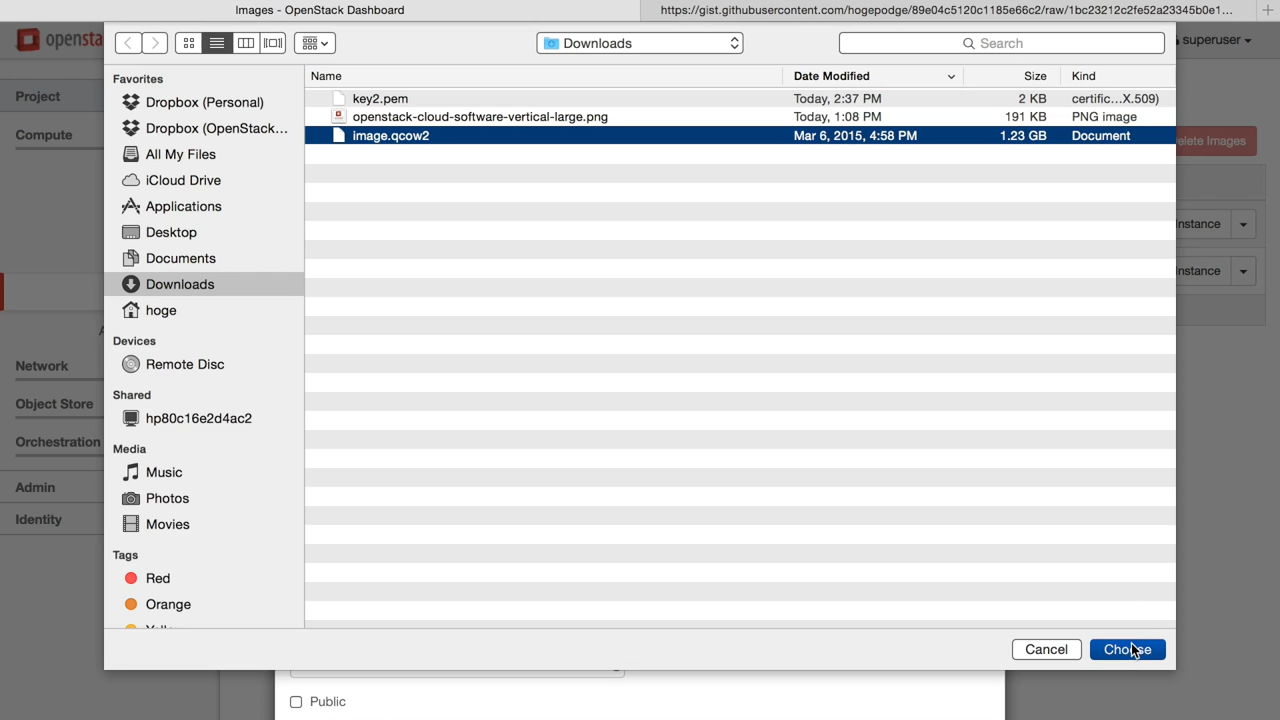 Images - OpenStack Dashboard
https://gist.githubusercontent.com/hogepodge/89e04c5120c1185e66c2/raw/1bc23212c2fe52a23345b0e1...
opensta
Downloads
Search
superuser
Favorites
Name
Date Modified
Size
Kind
Project
Dropbox (Personal)
key2.pem
Today, 2:37 PM
2 KB
certific...X.509)
openstack-cloud-software-vertical-large.png
Today, 1:08 PM
191 KB
PNG image
Compute
Dropbox (OpenStack...
image.qcow2
Mar 6, 2015, 4:58 PM
1.23 GB
Document
elete Images
All My Files
iCloud Drive
Applications
nstance
Desktop
Documents
nstance
Downloads
hoge
Devices
Network
Remote Disc
Shared
Object Store
hp80c16e2d4ac2
Orchestration
Media
Music
Admin
Photos
Identity
Movies
Tags
Red
Orange
Cancel
Choose
Public